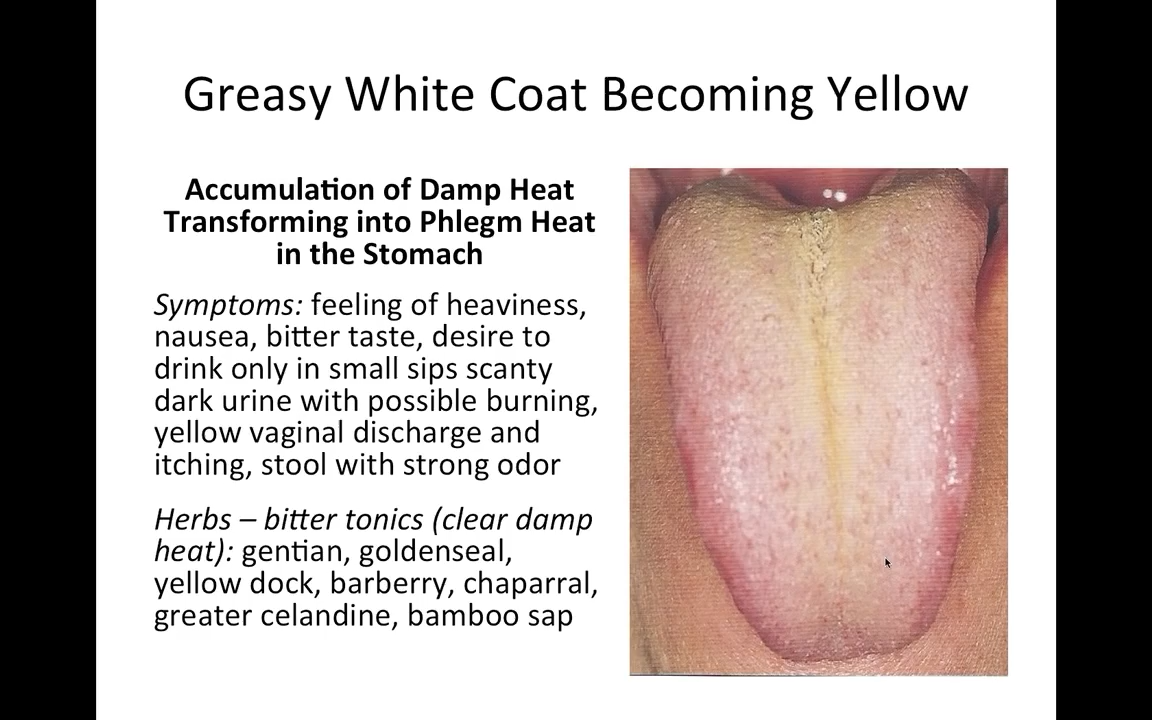 Greasy White Coat Becoming Yellow
Accumulation of Damp Heat
Transforming into Phlegm Heat
in the Stomach
Symptoms: feeling of heaviness,
nausea, bitter taste, desire to
drink only in small sips scanty
dark urine with possible burning,
yellow vaginal discharge and
itching, stool with strong odor
Herbs – bitter tonics (clear damp
heat): gentian, goldenseal,
yellow dock, barberry, chaparral,
greater celandine, bamboo sap